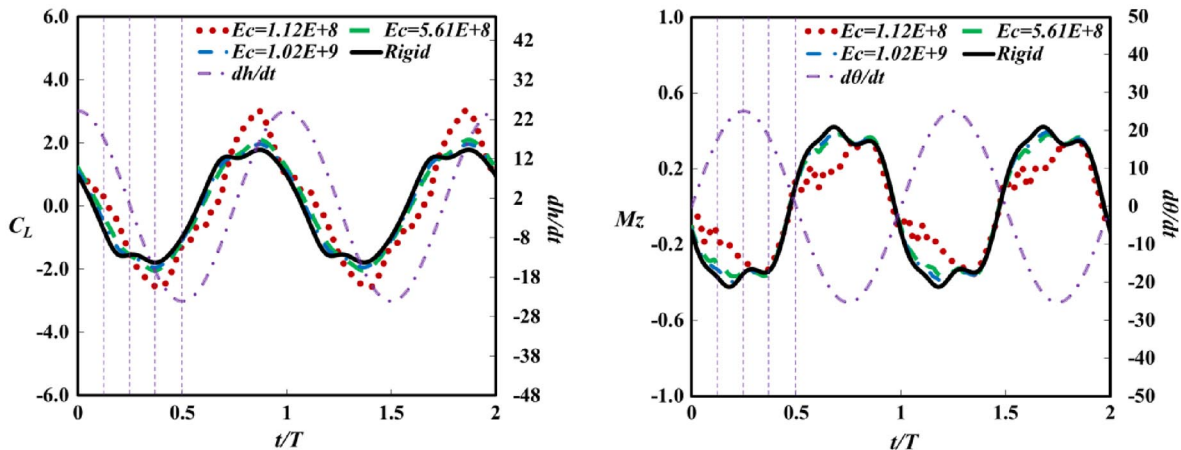 6.0
4.0
2.0
0.0
-2.0
-4.0
-6.0
C_L
Ec=1.12E+8 Ec=5.61E+8
Ec=1.02E+9 Rigid
dh/dt
42
32
22
12
2
-8
-18
-28
-38
-48
dh/dt
0 0.5 1 1.5 2
t/T
1.0
0.6
0.2
-0.2
-0.6
-1.0
Mz
Ec=1.12E+8 Ec=5.61E+8
Ec=1.02E+9 Rigid
dθ/dt
50
40
30
20
10
0
-10
-20
-30
-40
-50
dθ/dt
0 0.5 1 1.5 2
t/T